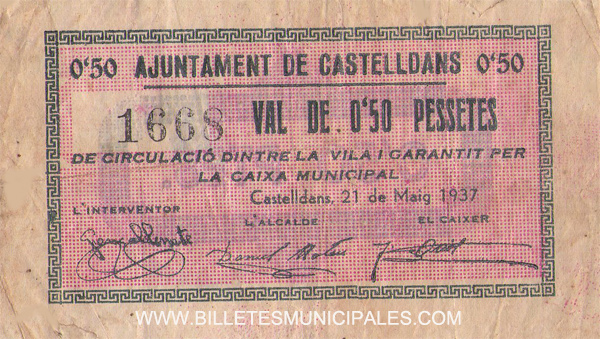 0'50 AJUNTAMENT DE CASTELLDANS 0'50
1668 VAL DE 0'50 PESSETES
DE CIRCULACIÓ DINTRE LA VILA I GARANTIT PER
LA CAIXA MUNICIPAL
Castelldans, 21 de Maig 1937
L'INTERVENTOR L'ALCALDE EL CAIXER
WWW.BILLETESMUNICIPALES.COM